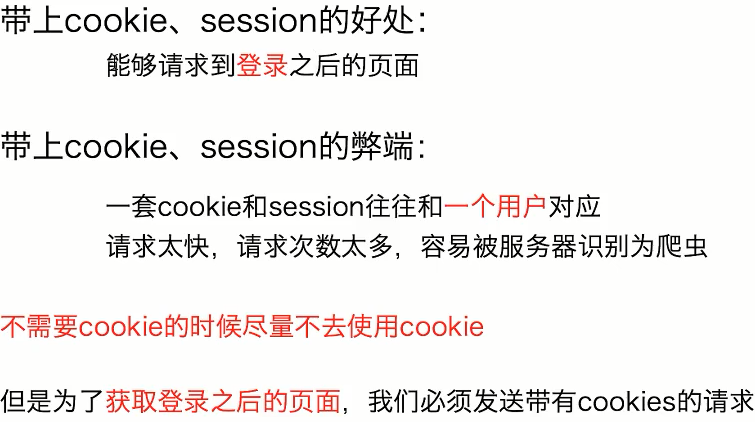 带上cookie、session的好处：
能够请求到登录之后的页面
带上cookie、session的弊端：
一套cookie和session往往和一个用户对应
请求太快，请求次数太多，容易被服务器识别为爬虫
不需要cookie的时候尽量不去使用cookie
但是为了获取登录之后的页面，我们必须发送带有cookies的请求